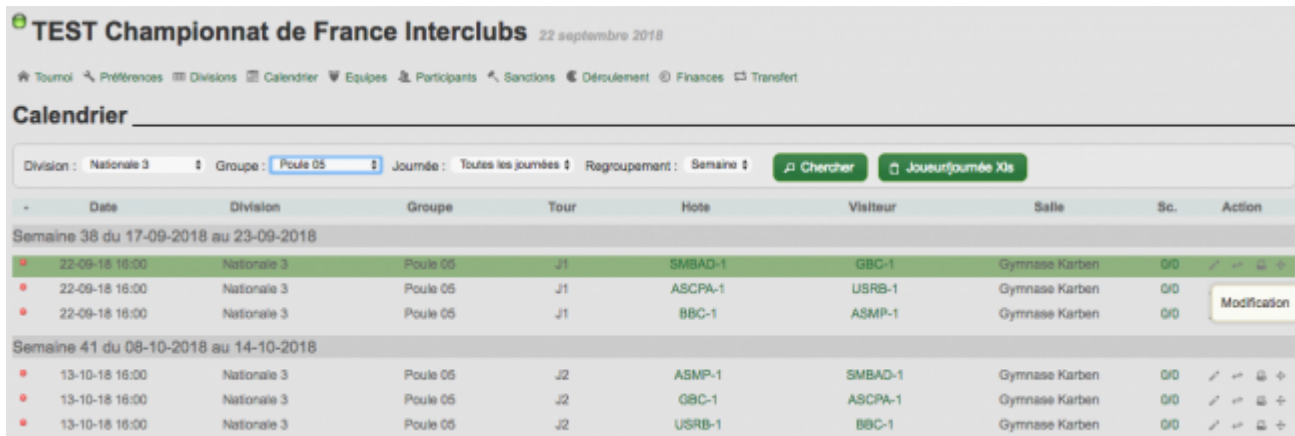 TEST Championnat de France Interclubs 22 septembre 2018
Tournoi Préférences Divisions Calendrier Equipes Participants Sanctions Déroulement Finances Transfert
Calendrier
Division : Nationale 3 Groupe : Poule 05 Journée : Toutes les journées Regroupement : Semaine Chercher Joueur/journée Xls
- Date Division Groupe Tour Hote Visiteur Salle Sc. Action
Semaine 38 du 17-09-2018 au 23-09-2018
22-09-18 16:00 Nationale 3 Poule 05 J1 SMBAD-1 GBC-1 Gymnase Karben 0/0
22-09-18 16:00 Nationale 3 Poule 05 J1 ASCPA-1 USRB-1 Gymnase Karben 0/0
Modification
22-09-18 16:00 Nationale 3 Poule 05 J1 BBC-1 ASMP-1 Gymnase Karben 0/0
Semaine 41 du 08-10-2018 au 14-10-2018
13-10-18 16:00 Nationale 3 Poule 05 J2 ASMP-1 SMBAD-1 Gymnase Karben 0/0
13-10-18 16:00 Nationale 3 Poule 05 J2 GBC-1 ASCPA-1 Gymnase Karben 0/0
13-10-18 16:00 Nationale 3 Poule 05 J2 USRB-1 BBC-1 Gymnase Karben 0/0